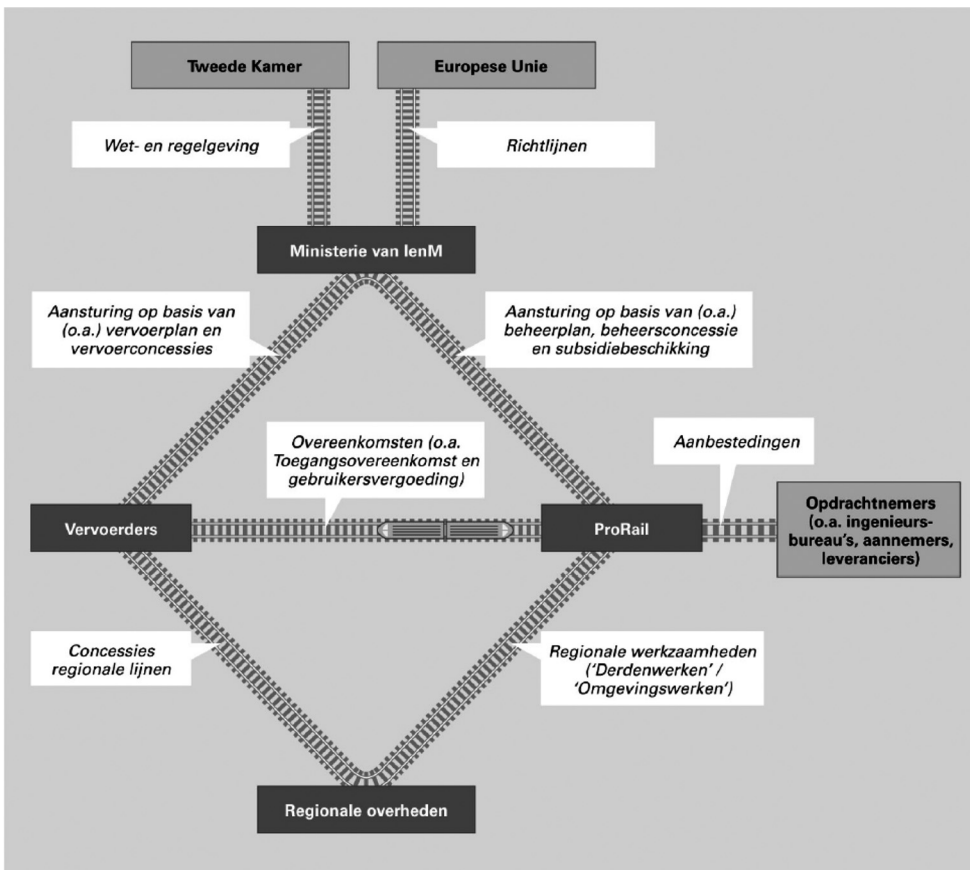 Tweede Kamer
Europese Unie
Wet- en regelgeving
Richtlijnen
Ministerie van IenM
Aansturing op basis van
(o.a.) vervoerplan en
vervoerconcessies
Aansturing op basis van (o.a.)
beheerplan, beheersconcessie
en subsidiebeschikking
Overeenkomsten (o.a.
Toegangsovereenkomst en
gebruikersvergoeding)
Aanbestedingen
Vervoerders
ProRail
Opdrachtnemers
(o.a. ingenieurs-
bureau's, aannemers,
leveranciers)
Concessies
regionale lijnen
Regionale werkzaamheden
('Derdenwerken' /
'Omgevingswerken')
Regionale overheden